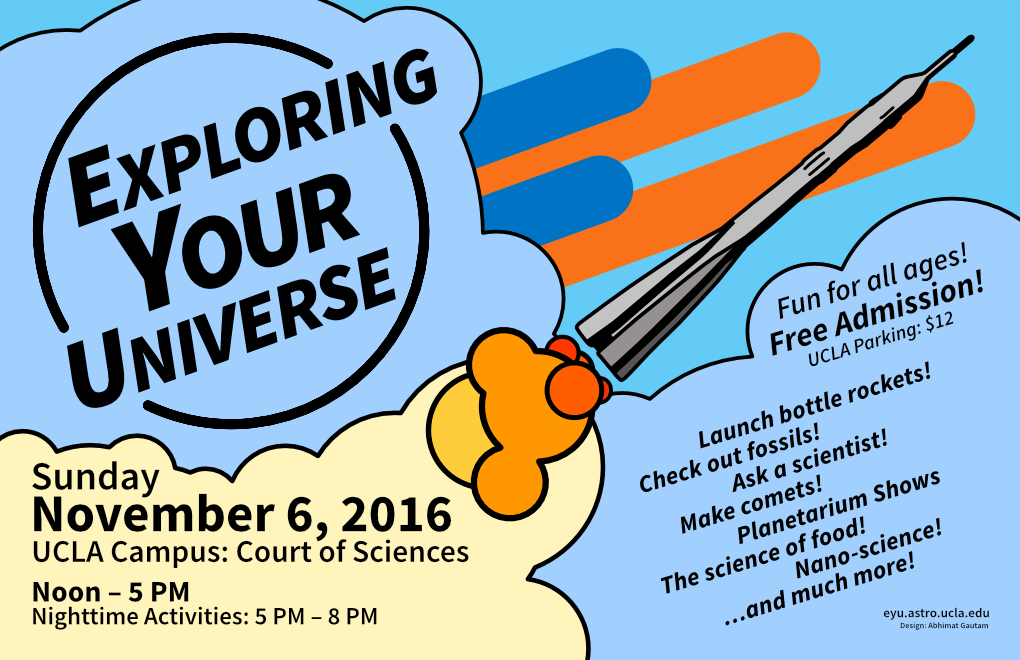 EXPLORING
YOUR
UNIVERSE
Sunday
November 6, 2016
UCLA Campus: Court of Sciences
Noon – 5 PM
Nighttime Activities: 5 PM – 8 PM
Fun for all ages!
Free Admission!
UCLA Parking: $12
Launch bottle rockets!
Check out fossils!
Ask a scientist!
Make comets!
Planetarium Shows
The science of food!
Nano-science!
...and much more!
eyu.astro.ucla.edu
Design: Abhimat Gautam